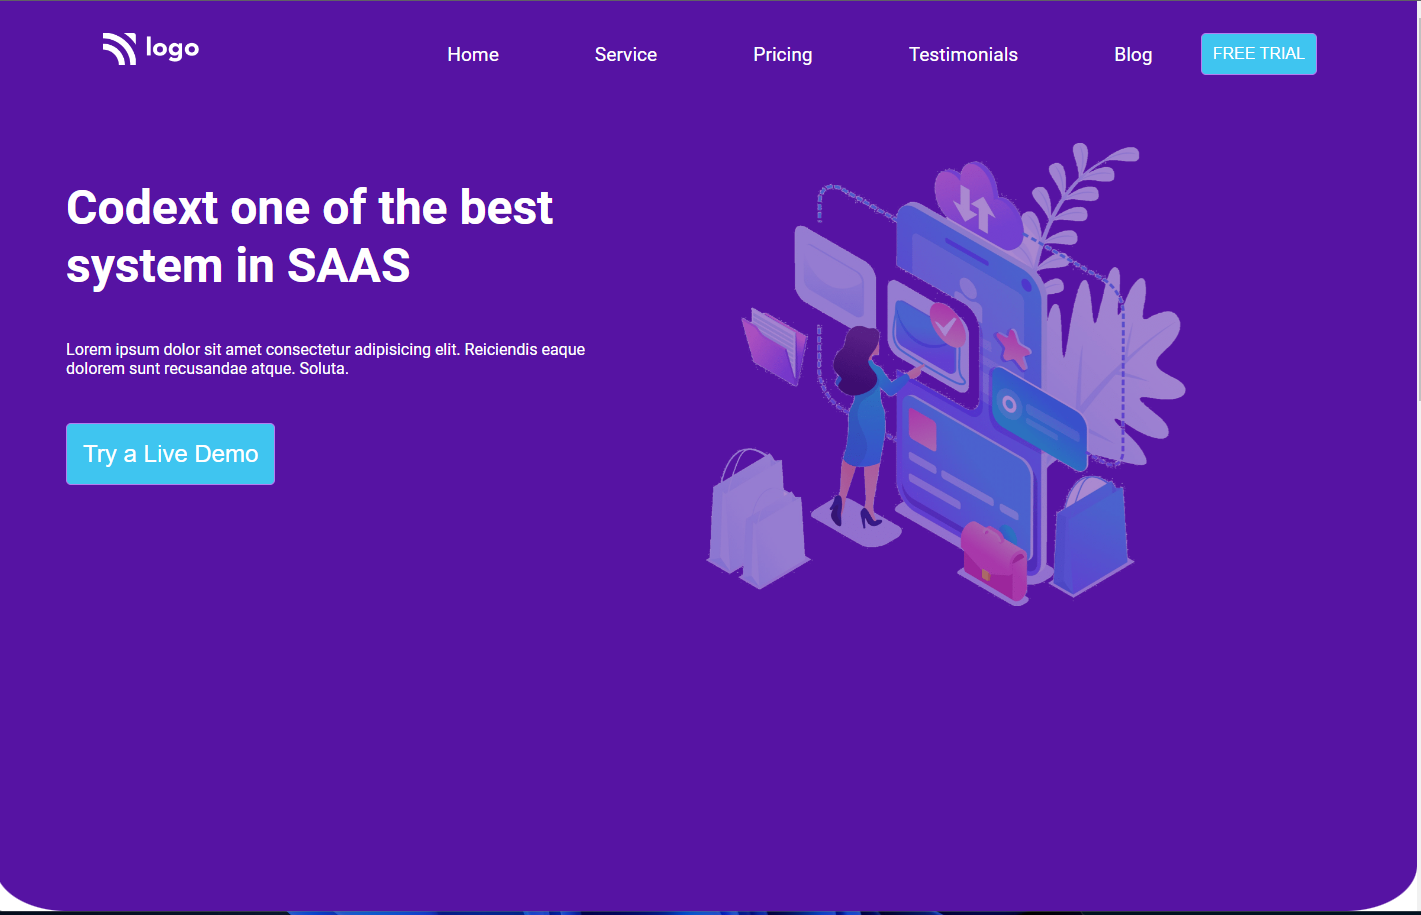 logo
Home
Service
Pricing
Testimonials
Blog
FREE TRIAL
Codext one of the best
system in SAAS
Lorem ipsum dolor sit amet consectetur adipisicing elit. Reiciendis eaque
dolorem sunt recusandae atque. Soluta.
Try a Live Demo